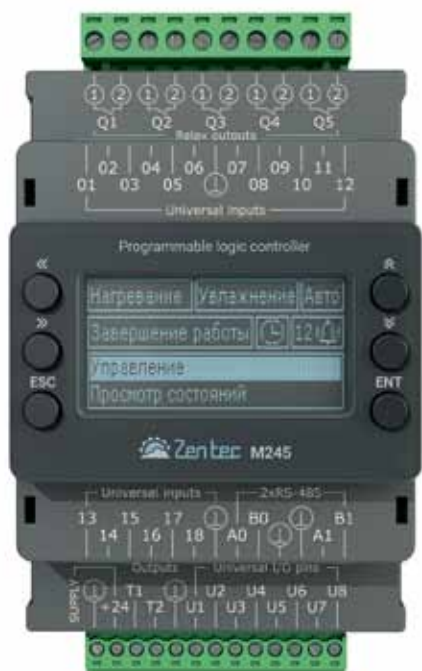 1 2 1 2 1 2 1 2 1 2
Q1 Q2 Q3 Q4 Q5
Relax outputs
02 04 06 07 09 11
01 03 05 08 10 12
Universal inputs
Programmable logic controller
Нагревание Увлажнение Авто
Завершение работы 12
Управление
ESC ENT
Просмотр состояний
Zentec M245
Universal inputs 2xRS-485
13 15 17 B0 B1
14 16 18 A0 A1
SUPPLY Outputs Universal I/O pins
T1 U2 U4 U6 U8
+24 T2 U1 U3 U5 U7